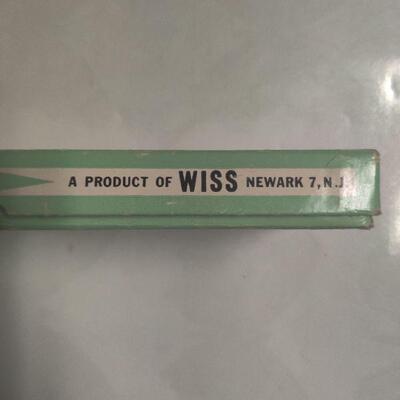 A PRODUCT OF WISS NEWARK 7, N.J.